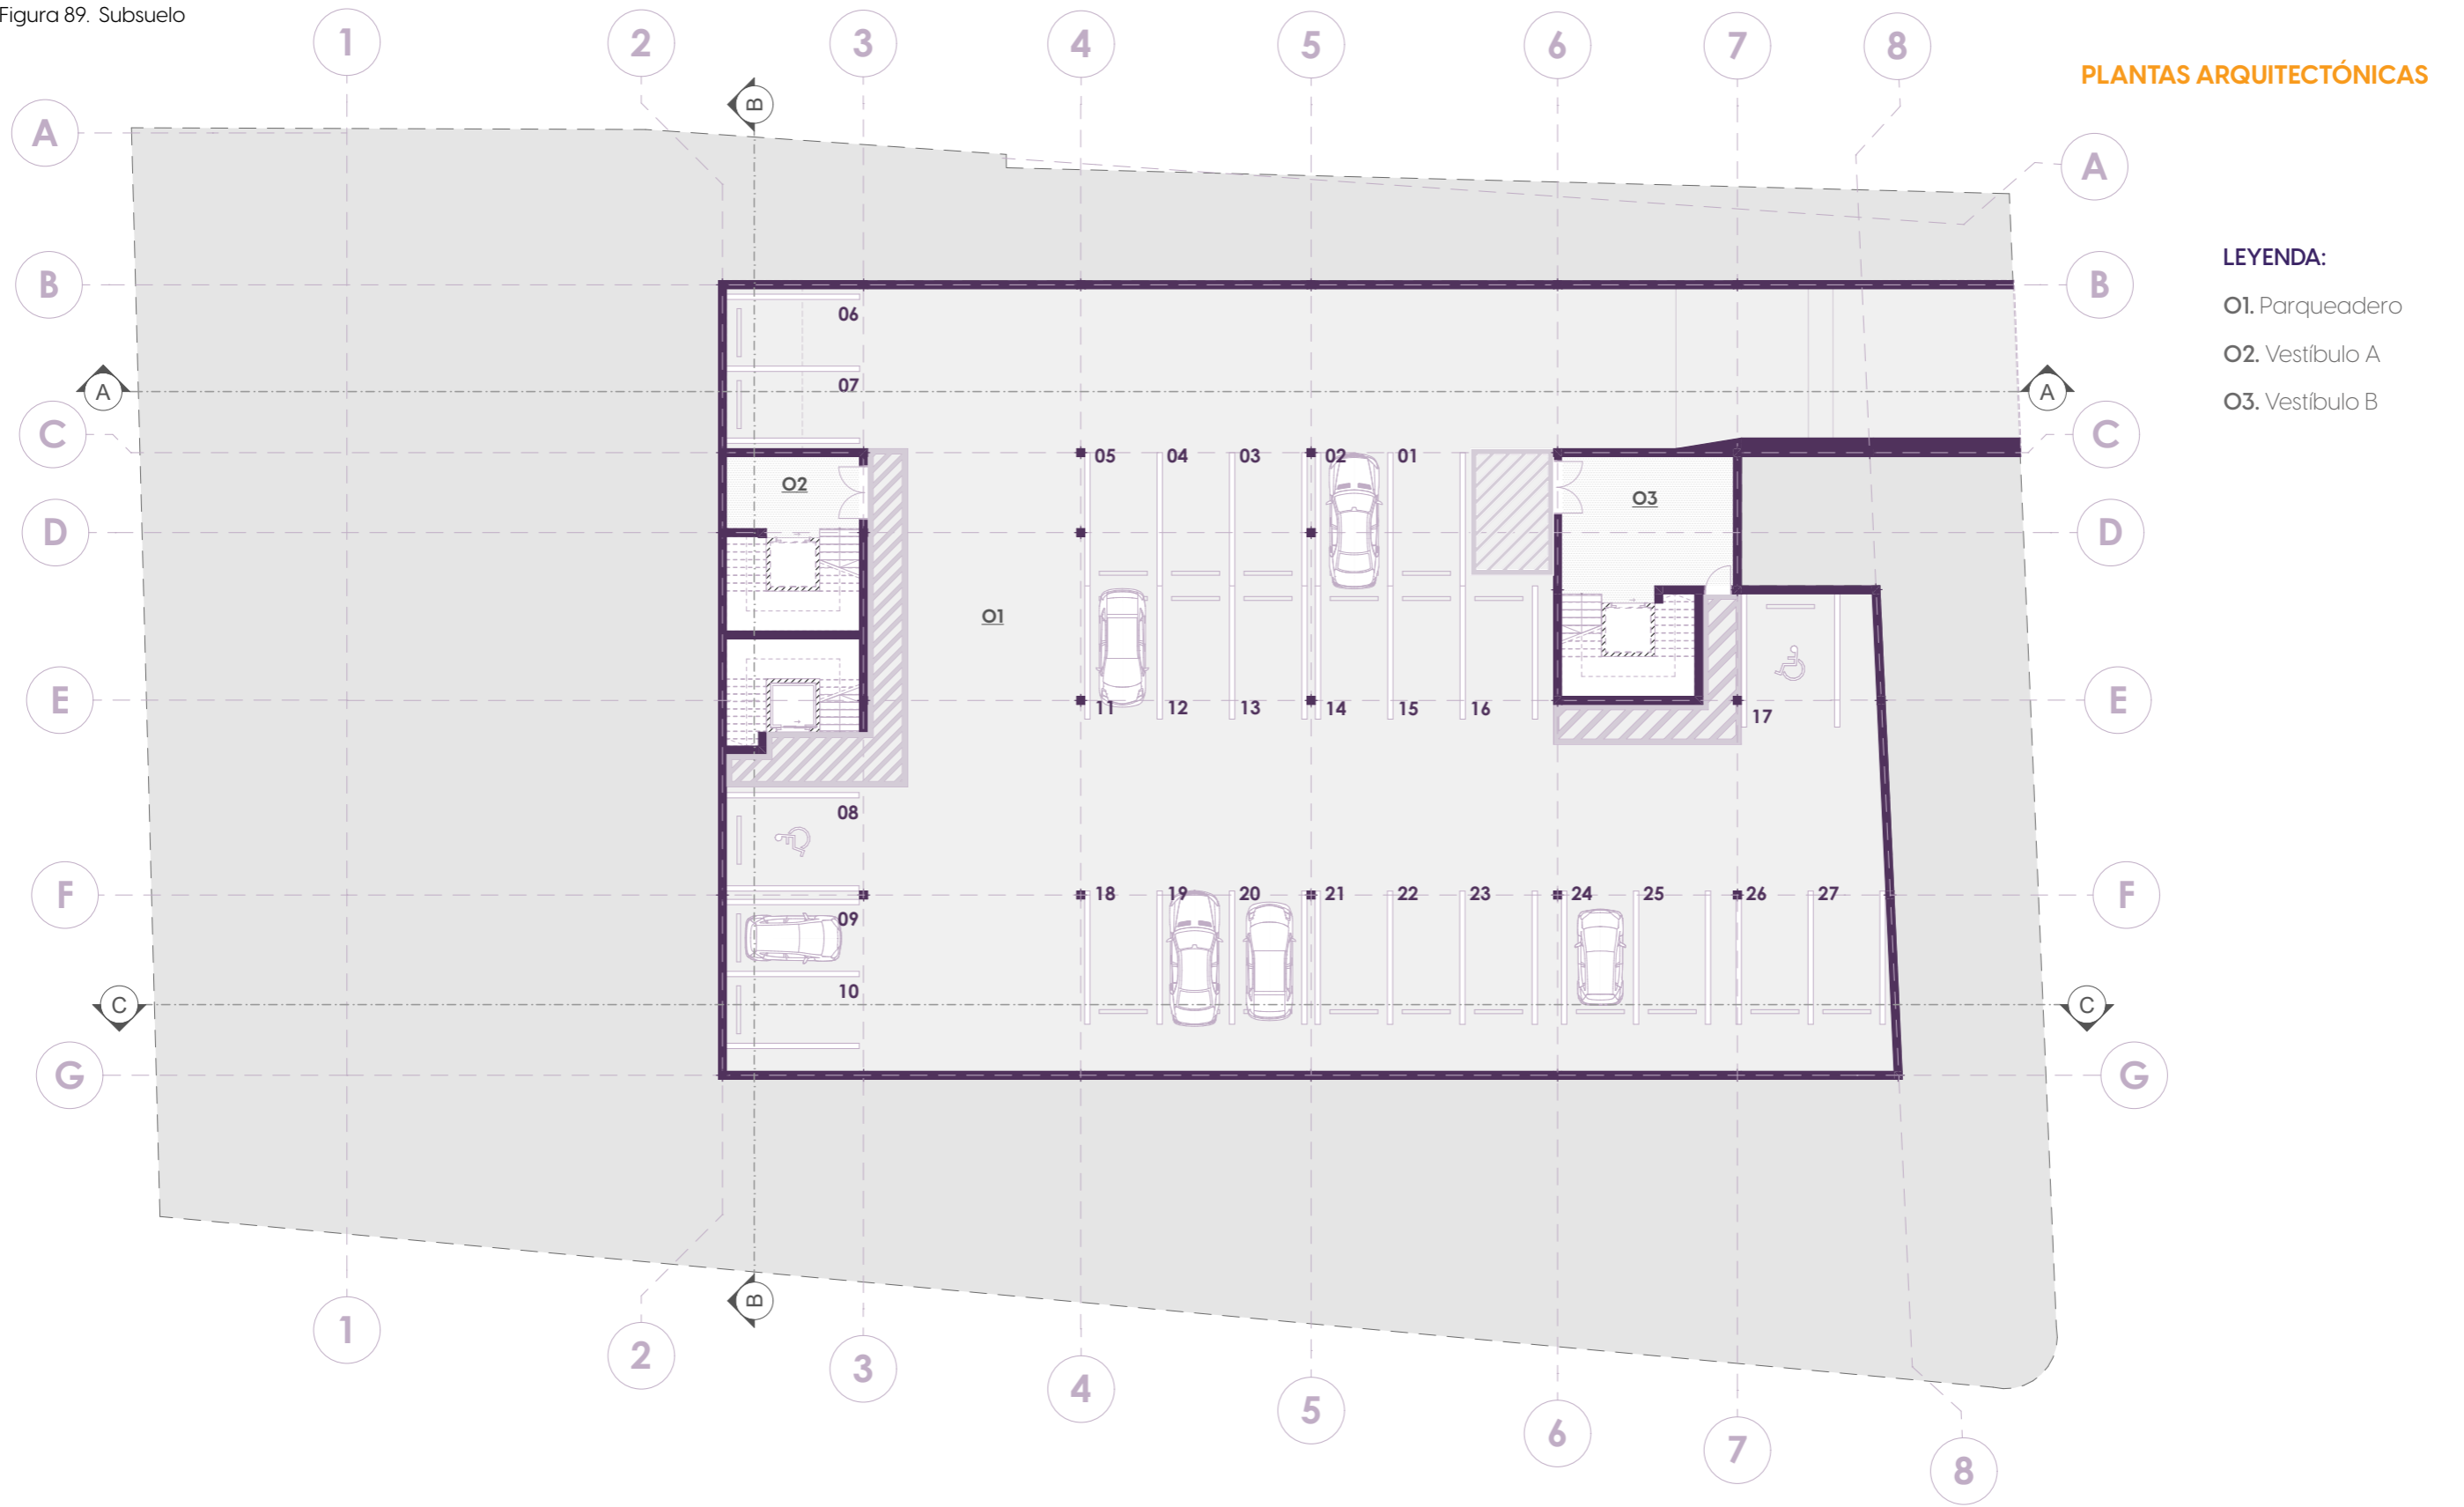 Figura 89. Subsuelo
1 2 3 4 5 6 7 8
PLANTAS ARQUITECTÓNICAS
B
A A
B B
LEYENDA:
O1. Parqueadero
O2. Vestíbulo A
O3. Vestíbulo B
06
07
A A
C C
05 04 03 02 01
O2 O3
D D
O1
E E
11 12 13 14 15 16 17
08
F F
18 19 20 21 22 23 24 25 26 27
09
10
C C
G G
B
1 2 3 4 5 6 7 8